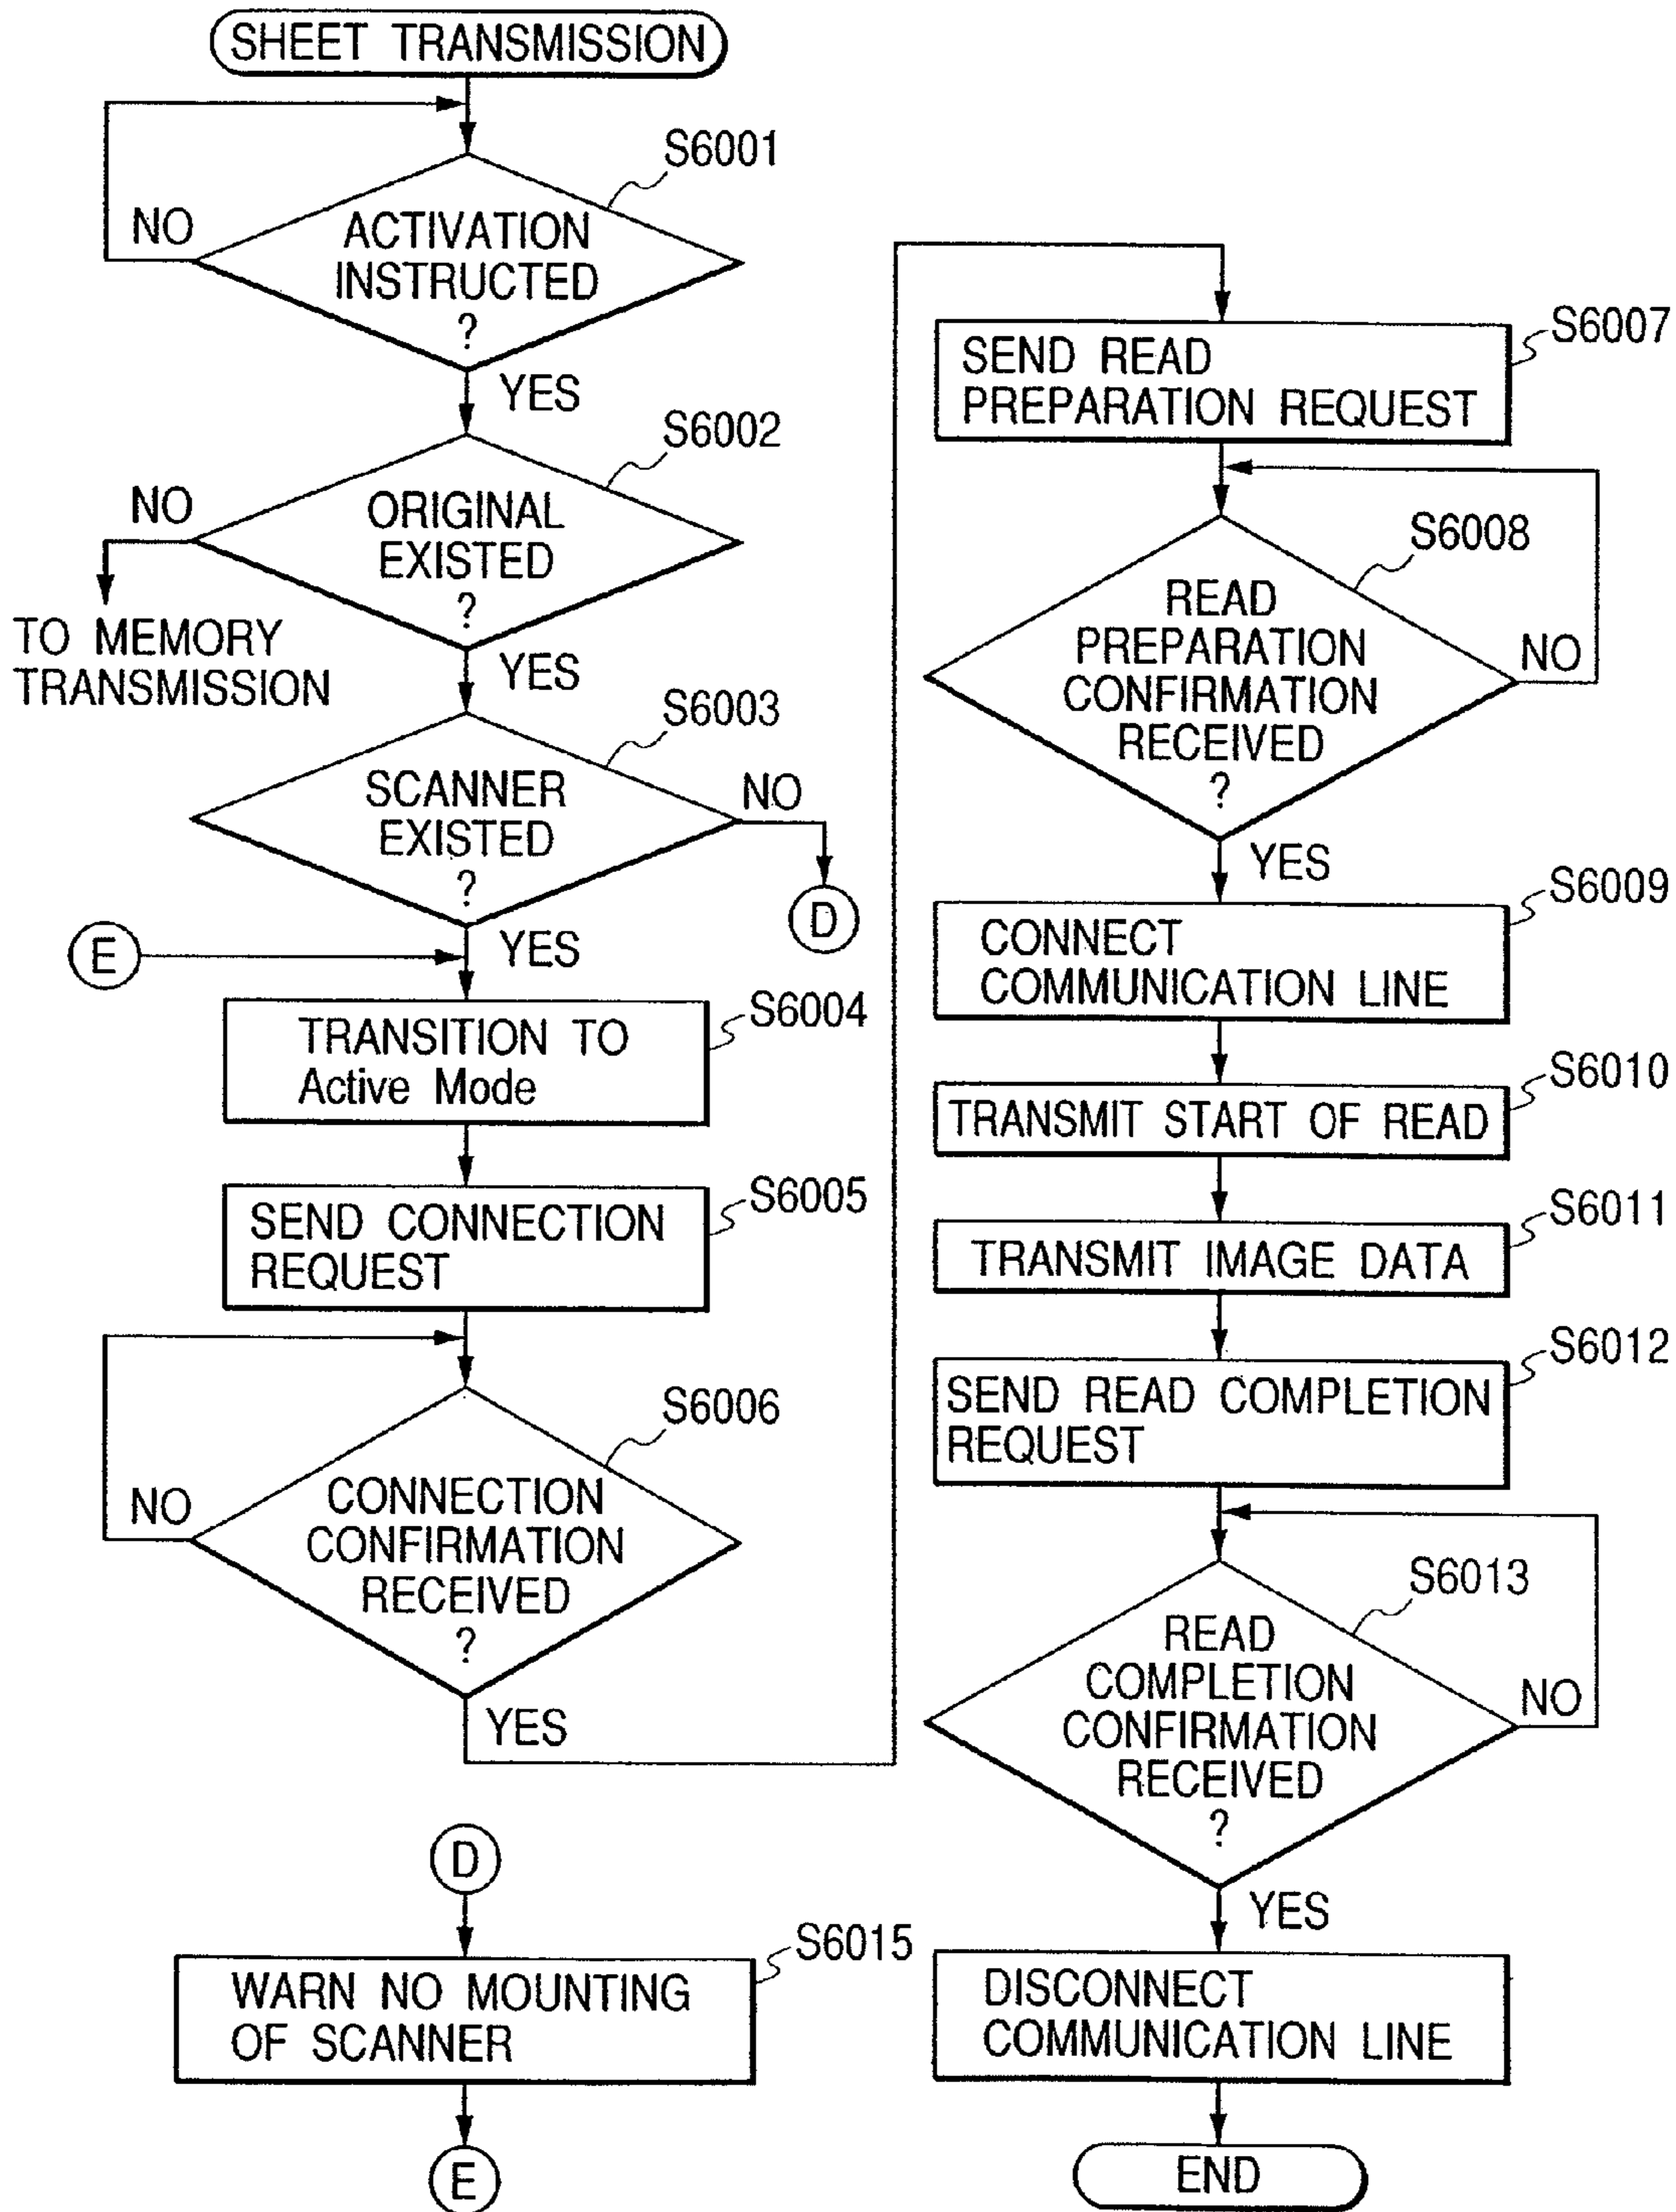 SHEET TRANSMISSION
S6001
NO
ACTIVATION
INSTRUCTED
?
YES
S6002
NO
ORIGINAL
EXISTED
?
TO MEMORY
TRANSMISSION
YES
S6003
SCANNER
EXISTED
?
NO
D
E
YES
TRANSITION TO
Active Mode
S6004
SEND CONNECTION
REQUEST
S6005
S6006
NO
CONNECTION
CONFIRMATION
RECEIVED
?
YES
D
WARN NO MOUNTING
OF SCANNER
S6015
E
SEND READ
PREPARATION REQUEST
S6007
S6008
READ
PREPARATION
CONFIRMATION
RECEIVED
?
NO
YES
CONNECT
COMMUNICATION LINE
S6009
TRANSMIT START OF READ
S6010
TRANSMIT IMAGE DATA
S6011
SEND READ COMPLETION
REQUEST
S6012
S6013
READ
COMPLETION
CONFIRMATION
RECEIVED
?
NO
YES
DISCONNECT
COMMUNICATION LINE
END